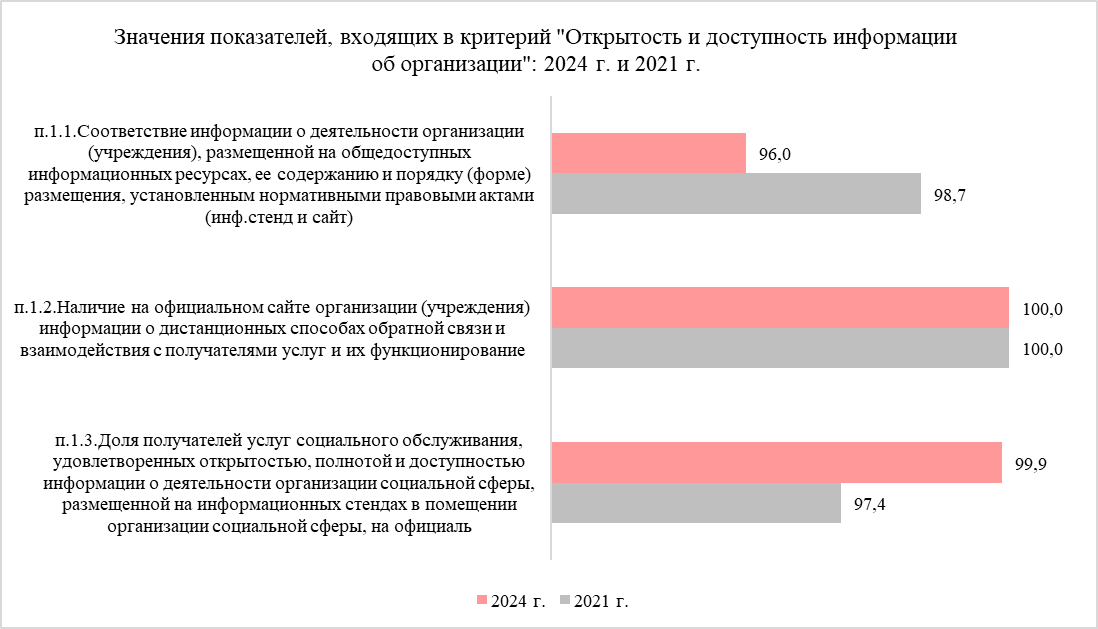 Значения показателей, входящих в критерий "Открытость и доступность информации
об организации": 2024 г. и 2021 г.
п.1.1.Соответствие информации о деятельности организации
(учреждения), размещенной на общедоступных
информационных ресурсах, ее содержанию и порядку (форме)
размещения, установленным нормативными правовыми актами
(инф.стенд и сайт)
96,0
98,7
п.1.2.Наличие на официальном сайте организации (учреждения)
информации о дистанционных способах обратной связи и
взаимодействия с получателями услуг и их функционирование
100,0
100,0
п.1.3.Доля получателей услуг социального обслуживания,
удовлетворенных открытостью, полнотой и доступностью
информации о деятельности организации социальной сферы,
размещенной на информационных стендах в помещении
организации социальной сферы, на официаль
99,9
97,4
2024 г. 2021 г.